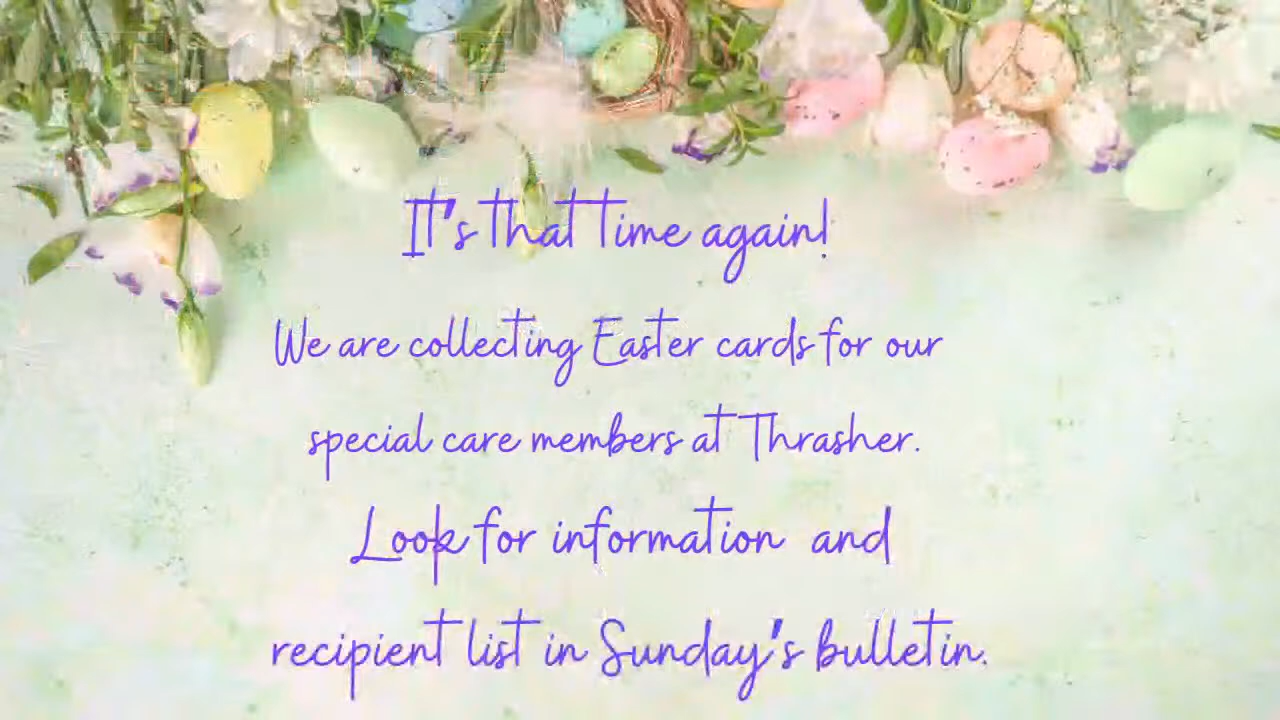 It's that time again!
We are collecting Easter cards for our
special care members at Thrasher.
Look for information and
recipient list in Sunday's bulletin.